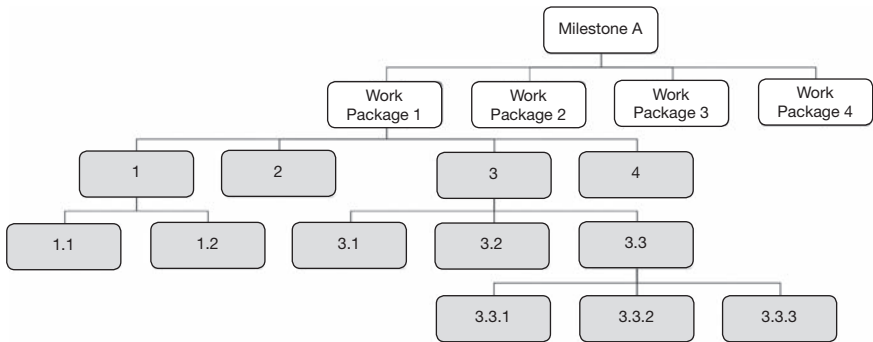 Milestone A
Work
Package 1
Work
Package 2
Work
Package 3
Work
Package 4
1
2
3
4
1.1
1.2
3.1
3.2
3.3
3.3.1
3.3.2
3.3.3